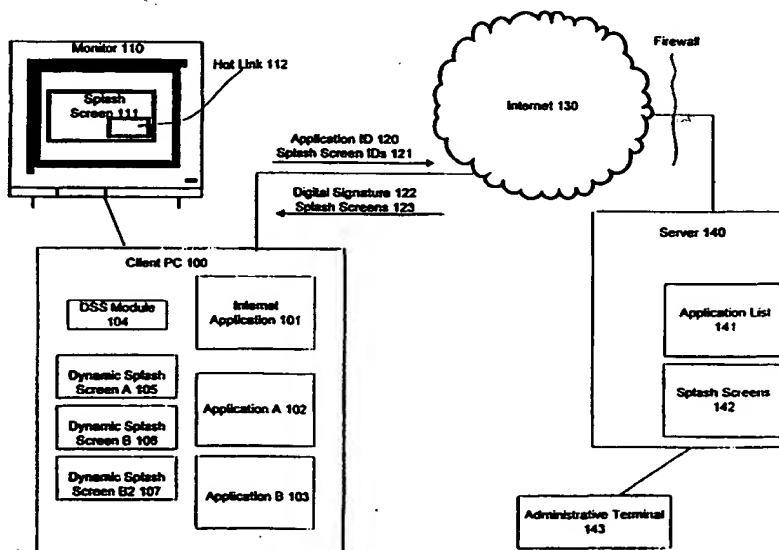 Monitor 110
Hot Link 112
Splash
Screen 111
Firewall
Internet 130
Application ID 120
Splash Screen IDs 121
Digital Signature 122
Splash Screens 123
Client PC 100
DSS Module
104
Internet
Application 101
Dynamic Splash
Screen A 105
Application A 102
Dynamic Splash
Screen B 106
Dynamic Splash
Screen B2 107
Application B 103
Server 140
Application List
141
Splash Screens
142
Administrative Terminal
143